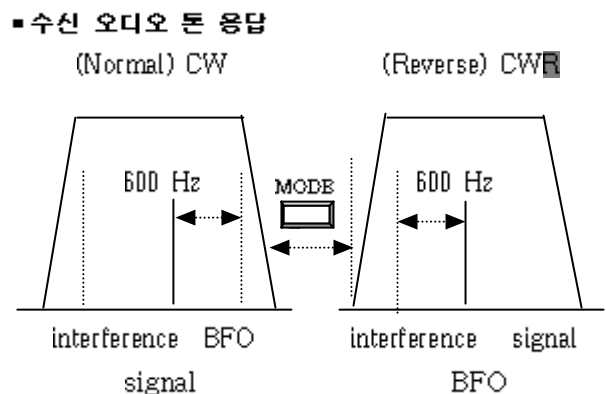 ▪수신 오디오 톤 응답
(Normal) CW (Reverse) CWR
600 Hz MODE 600 Hz
interference BFO interference signal
signal BFO